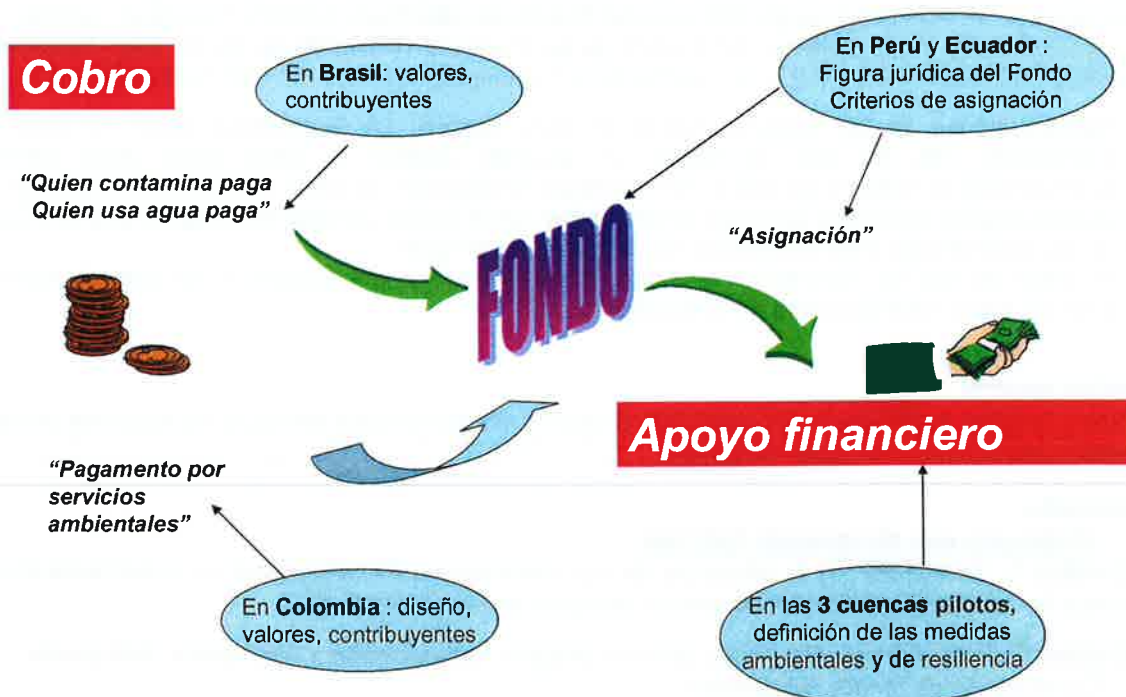 Cobro
En Brasil: valores,
contribuyentes
En Perú y Ecuador :
Figura jurídica del Fondo
Criterios de asignación
“Quien contamina paga
Quien usa agua paga”
FONDO
“Asignación”
Apoyo financiero
“Pagamento por
servicios
ambientales”
En Colombia : diseño,
valores, contribuyentes
En las 3 cuencas pilotos,
definición de las medidas
ambientales y de resiliencia